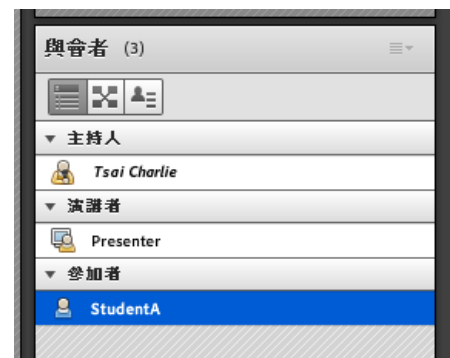 與會者 (3)
主持人
Tsai Charlie
演講者
Presenter
參加者
StudentA